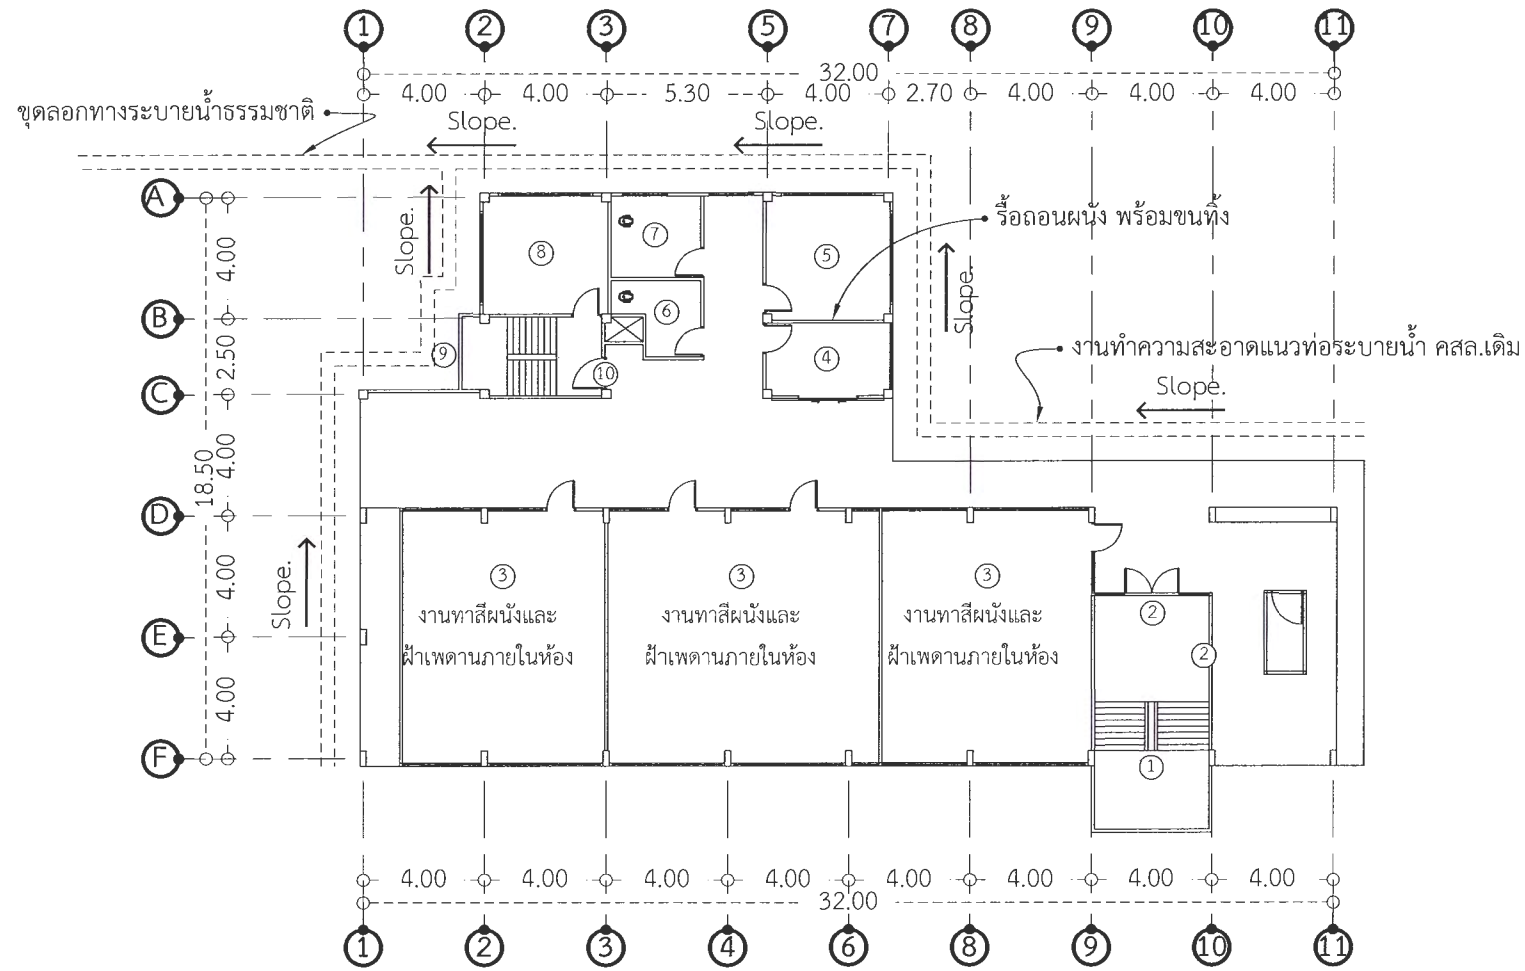 1 2 3 5 7 8 9 10 11
32.00
4.00 4.00 5.30 4.00 2.70 4.00 4.00 4.00
ขุดลอกทางระบายน้ำธรรมชาติ
Slope. Slope.
A
รื้อถอนผนัง พร้อมขนทิ้ง
Slope.
4.00
8 7 5
Slope.
B
6
งานทำความสะอาดแนวท่อระบายน้ำ คสล.เดิม
2.50
9 10 4
Slope.
C
18.50
4.00
D
4.00
Slope.
3 3 3
งานทาสีผนังและ งานทาสีผนังและ งานทาสีผนังและ
2
E
ฝ้าเพดานภายในห้อง ฝ้าเพดานภายในห้อง ฝ้าเพดานภายในห้อง
2
4.00
F
1
4.00 4.00 4.00 4.00 4.00 4.00 4.00 4.00
32.00
1 2 3 4 6 8 9 10 11